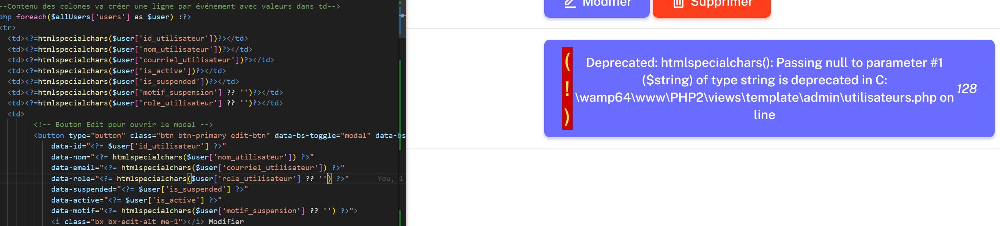 --Contenu des colones va créer une ligne par événement avec valeurs dans td-->
php foreach($allUsers['users'] as $user) :?>
<tr>
<td><?=htmlspecialchars($user['id_utilisateur'])?></td>
<td><?=htmlspecialchars($user['nom_utilisateur'])?></td>
<td><?=htmlspecialchars($user['courriel_utilisateur'])?></td>
<td><?=htmlspecialchars($user['is_active'])?></td>
<td><?=htmlspecialchars($user['is_suspended'])?></td>
<td><?=htmlspecialchars($user['motif_suspension'] ?? '')?></td>
<td><?=htmlspecialchars($user['role_utilisateur'] ?? '')?></td>
<td>
<!-- Bouton Edit pour ouvrir le modal -->
<button type="button" class="btn btn-primary edit-btn" data-bs-toggle="modal" data-bs
data-id="<?= $user['id_utilisateur'] ?>"
data-nom="<?= htmlspecialchars($user['nom_utilisateur']) ?>"
data-email="<?= htmlspecialchars($user['courriel_utilisateur']) ?>"
data-role="<?= htmlspecialchars($user['role_utilisateur'] ?? '') ?>" You, 1
data-suspended="<?= $user['is_suspended'] ?>"
data-active="<?= $user['is_active'] ?>"
data-motif="<?= htmlspecialchars($user['motif_suspension'] ?? '') ?>">
<i class="bx bx-edit-alt me-1"></i> Modifier
Modifier
Supprimer
( ! )
Deprecated: htmlspecialchars(): Passing null to parameter #1
($string) of type string is deprecated in C:
\wamp64\www\PHP2\views\template\admin\utilisateurs.php on
line
128